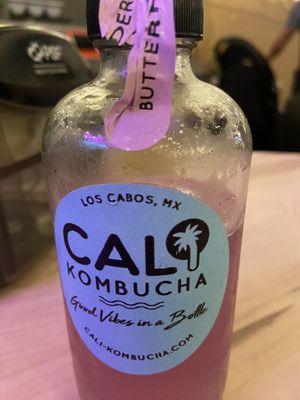 BUTTER
LOS CABOS, MX
CALI
KOMBUCHA
Good Vibes in a Bottle
CALI-KOMBUCHA.COM